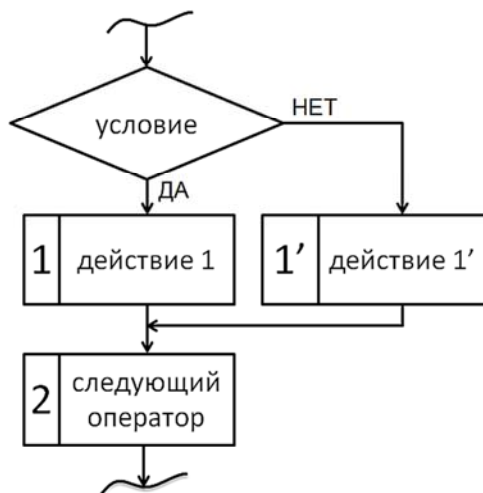 условие
НЕТ
ДА
1 действие 1
1′ действие 1′
2 следующий
оператор